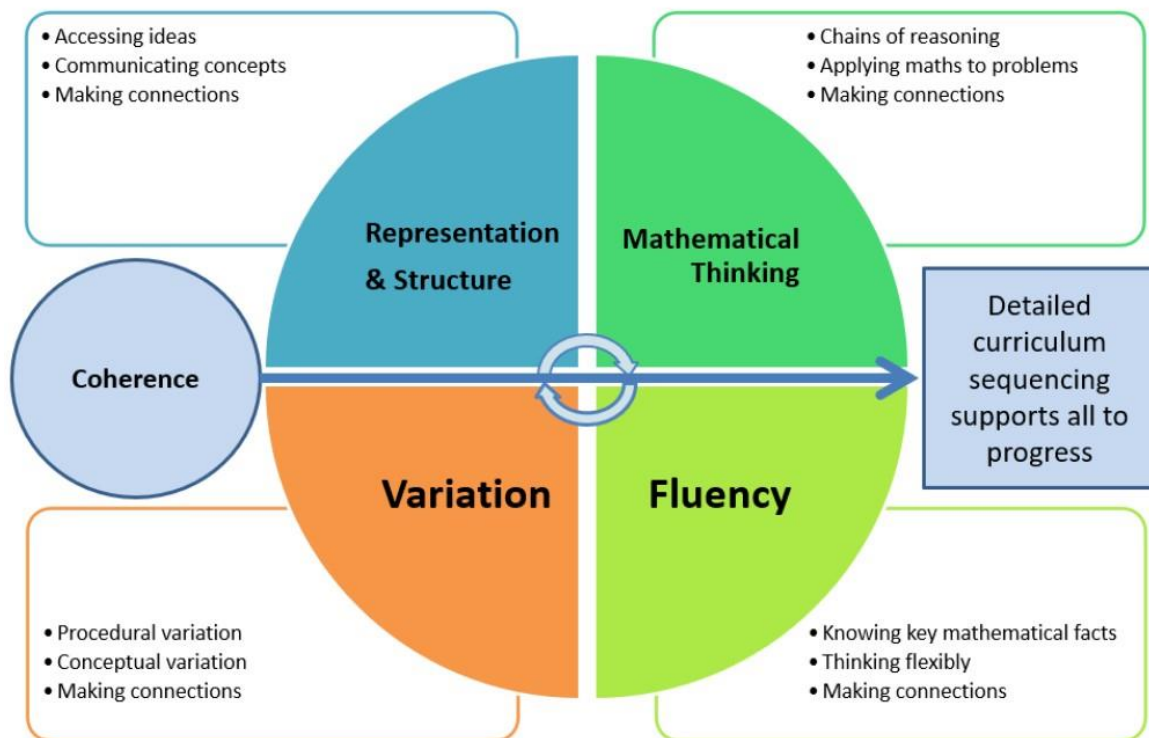 • Accessing ideas
• Communicating concepts
• Making connections
• Chains of reasoning
• Applying maths to problems
• Making connections
Representation
& Structure
Mathematical
Thinking
Coherence
Detailed
curriculum
sequencing
supports all to
progress
Variation
Fluency
• Procedural variation
• Conceptual variation
• Making connections
• Knowing key mathematical facts
• Thinking flexibly
• Making connections